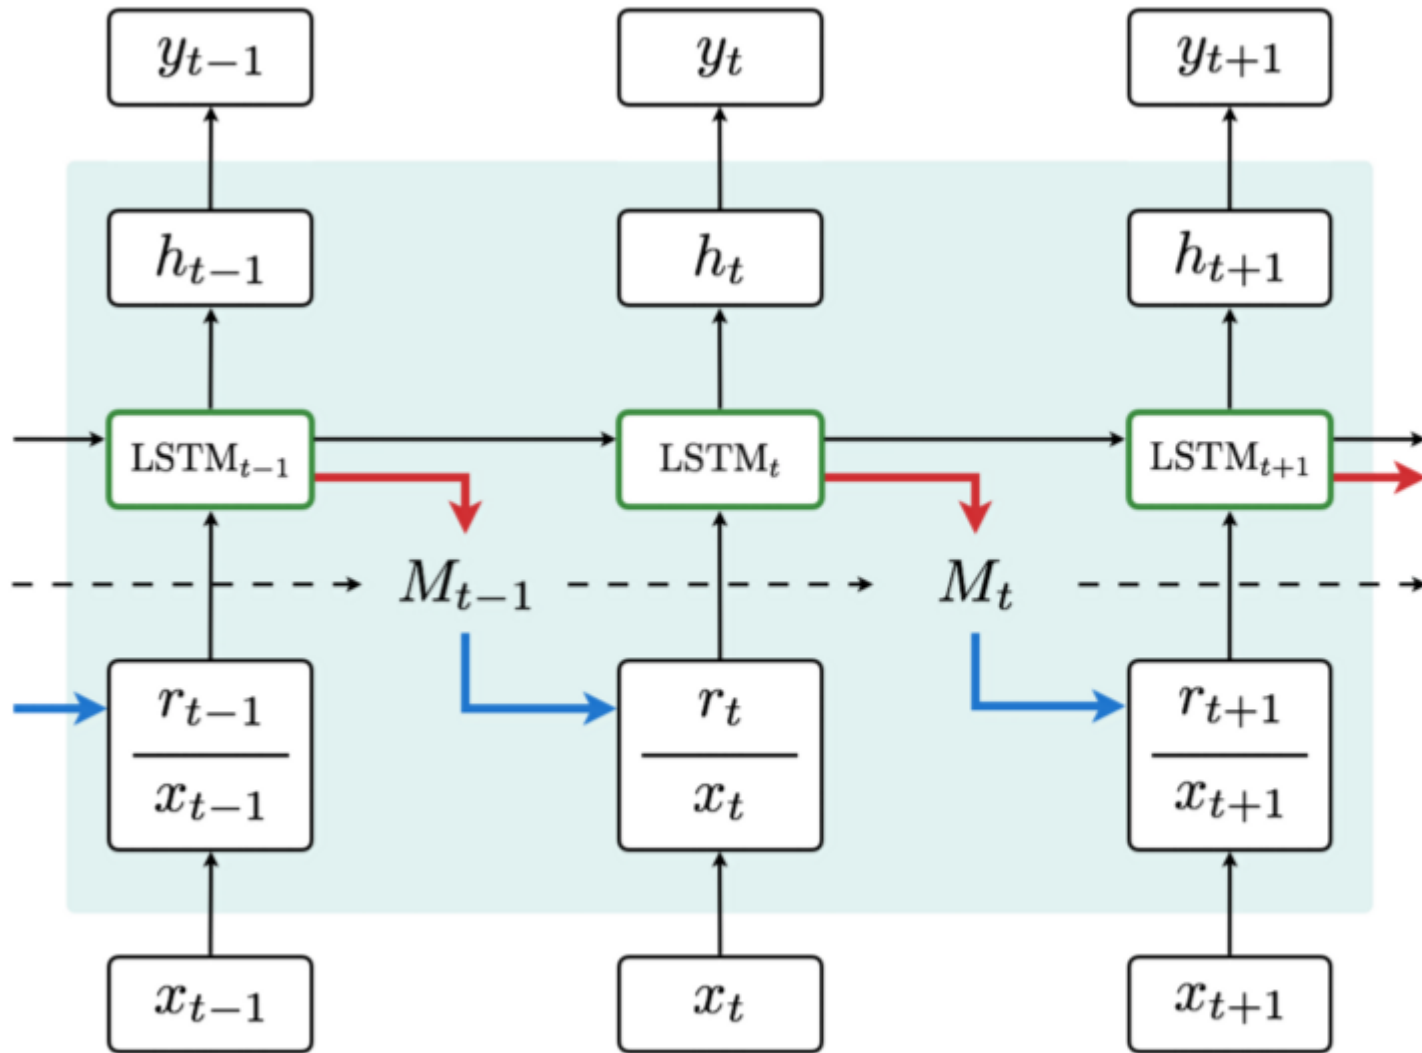 y_{t-1} y_t y_{t+1}
h_{t-1} h_t h_{t+1}
LSTM_{t-1} LSTM_t LSTM_{t+1}
M_{t-1} M_t
r_{t-1} r_t r_{t+1}
x_{t-1} x_t x_{t+1}
x_{t-1} x_t x_{t+1}